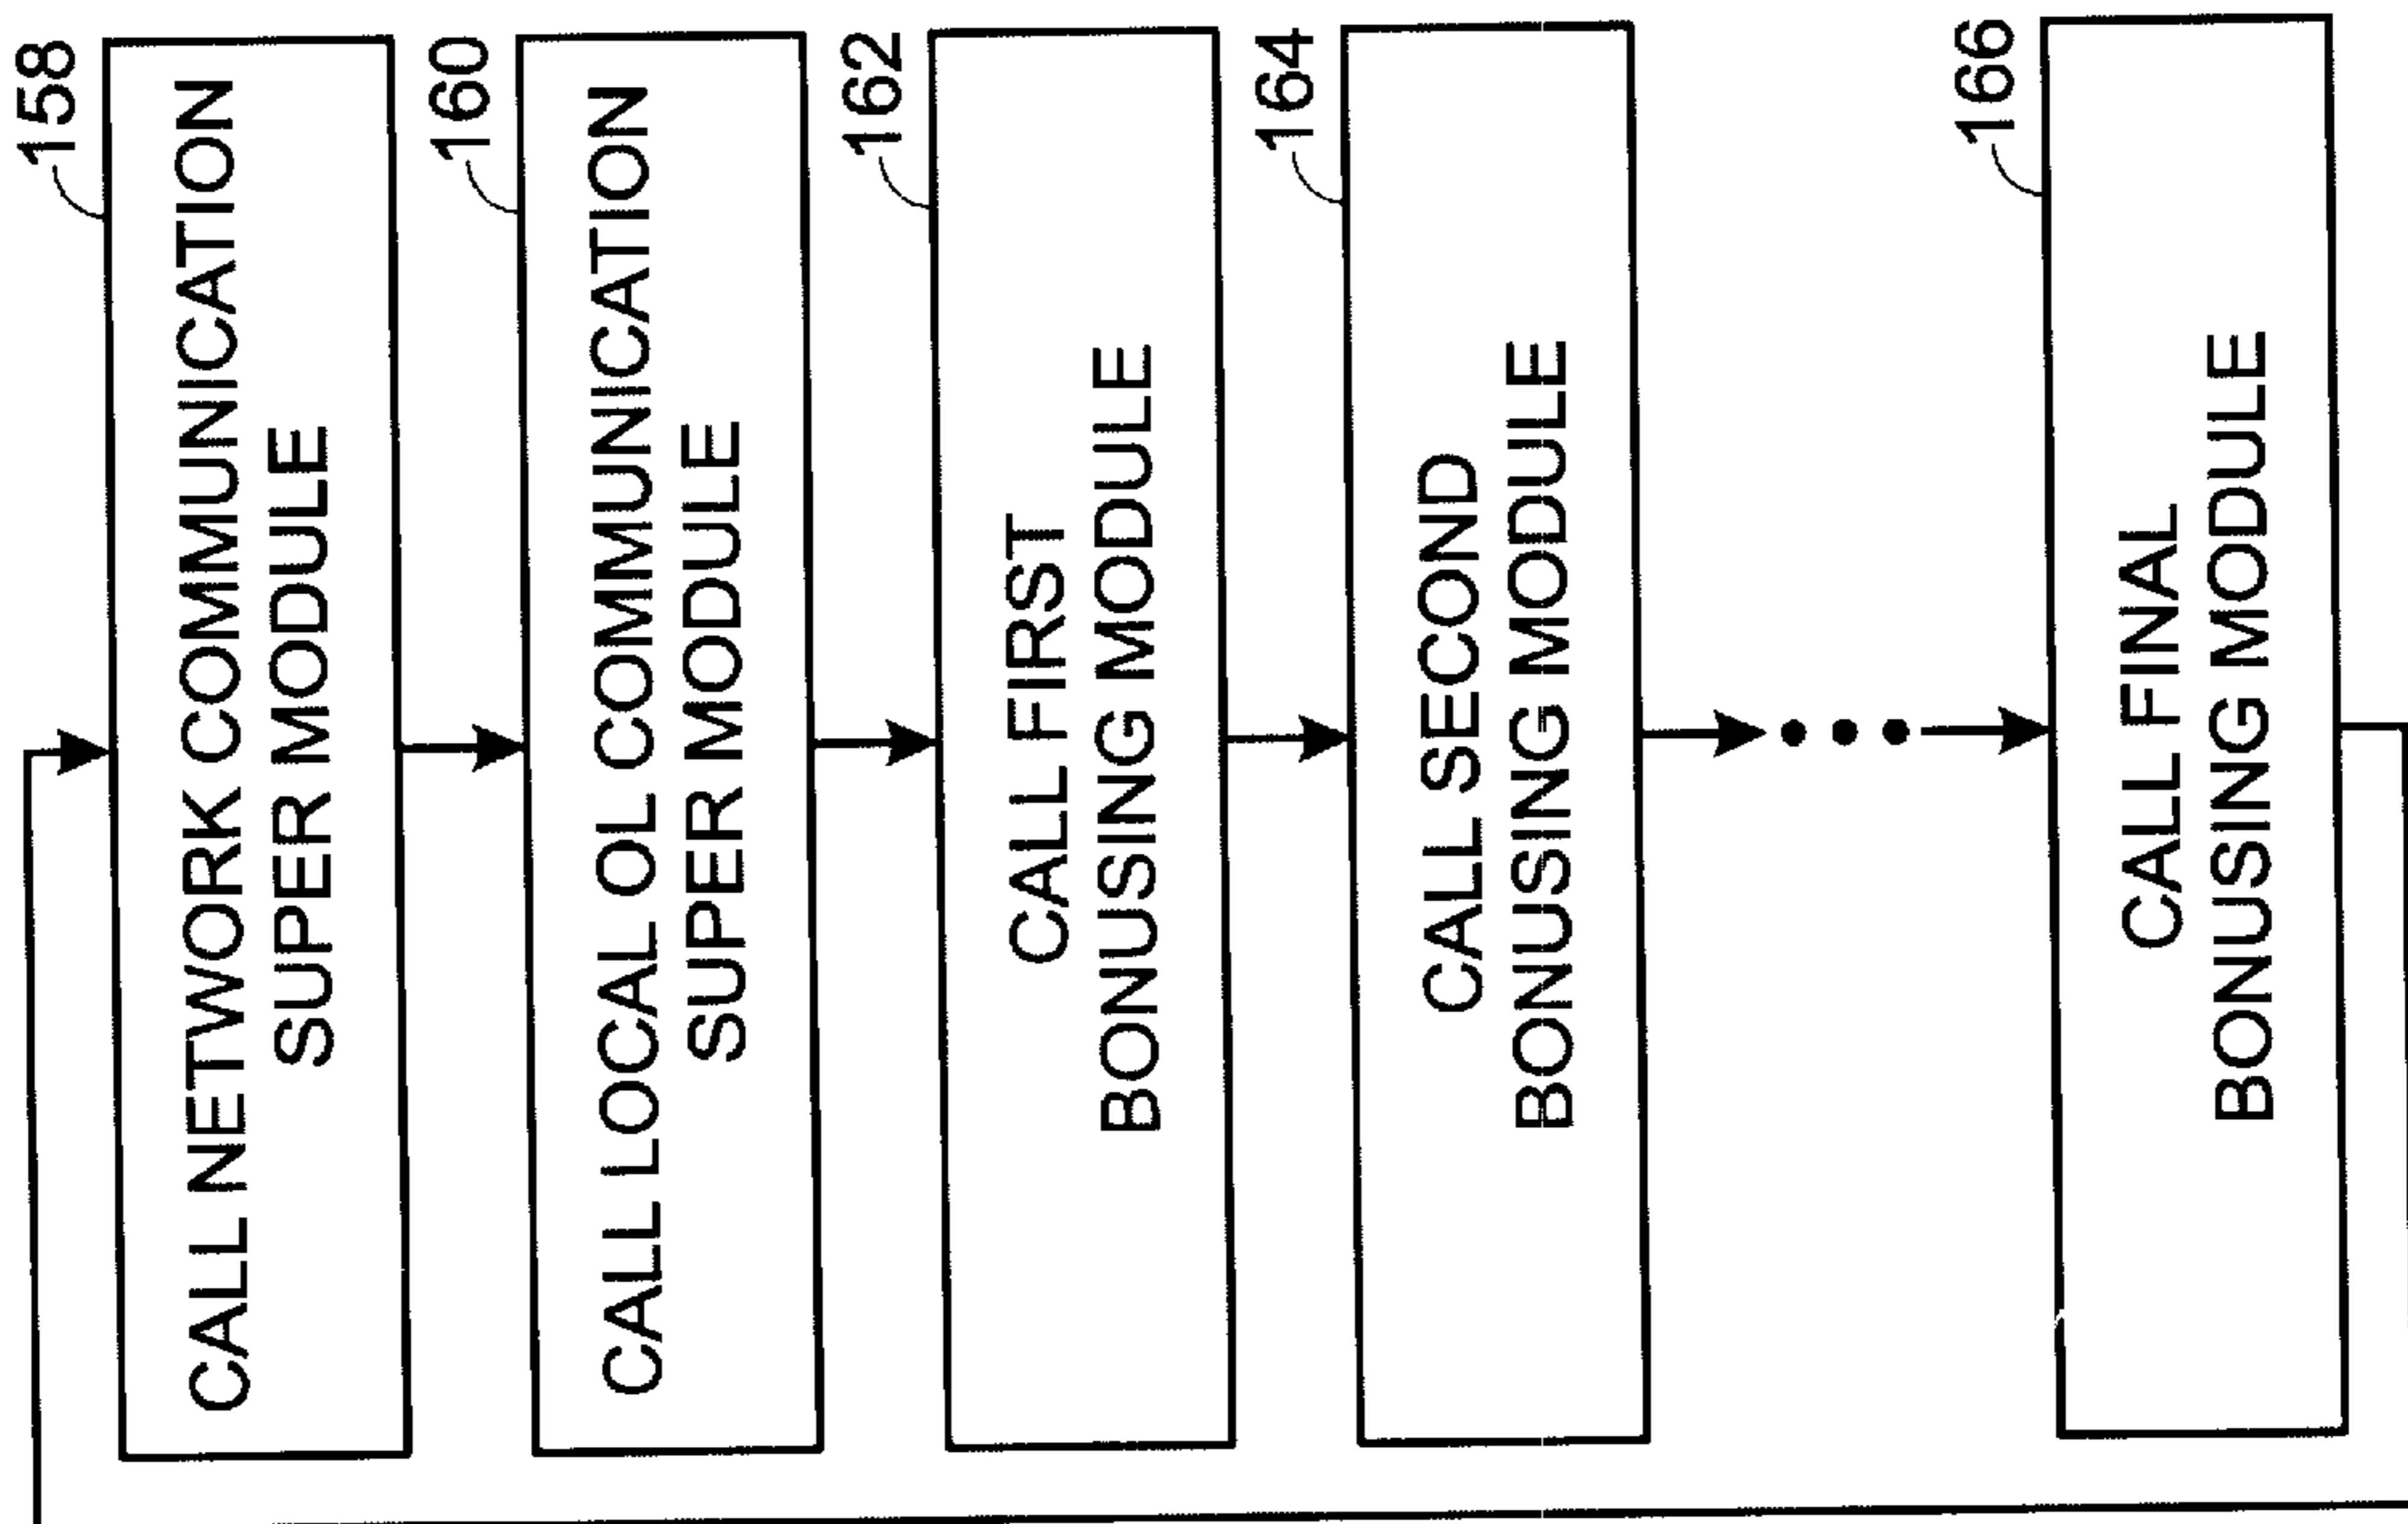 158
CALL NETWORK COMMUNICATION
SUPER MODULE
160
CALL LOCAL OL COMMUNICATION
SUPER MODULE
162
CALL FIRST
BONUSING MODULE
164
CALL SECOND
BONUSING MODULE
166
CALL FINAL
BONUSING MODULE